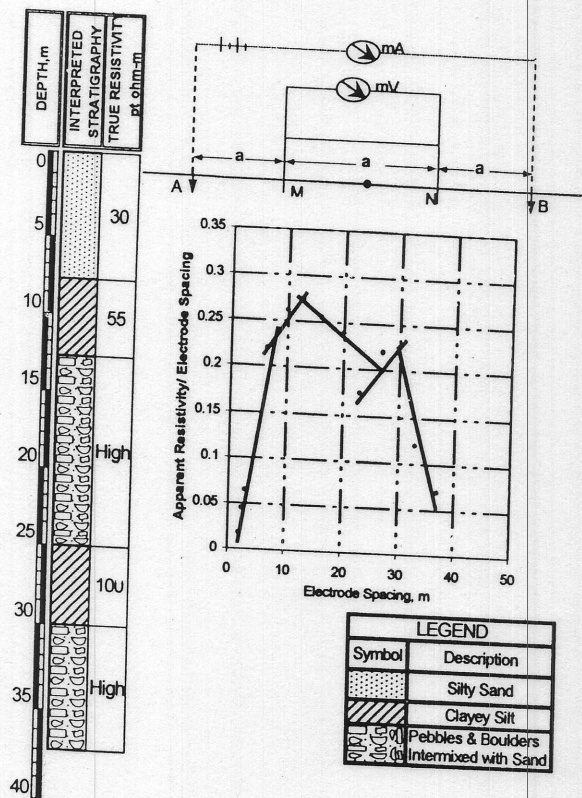 DEPTH,m
INTERPRETED
STRATIGRAPHY
TRUE RESISTIVITY
pt ohm-m
mA
mV
a
a
a
A
M
N
B
0
5
10
15
20
25
30
35
40
30
55
High
100
High
Apparent Resistivity/ Electrode Spacing
0.35
0.3
0.25
0.2
0.15
0.1
0.05
0
0
10
20
30
40
50
Electrode Spacing, m
LEGEND
Symbol
Description
Silty Sand
Clayey Silt
Pebbles & Boulders
Intermixed with Sand